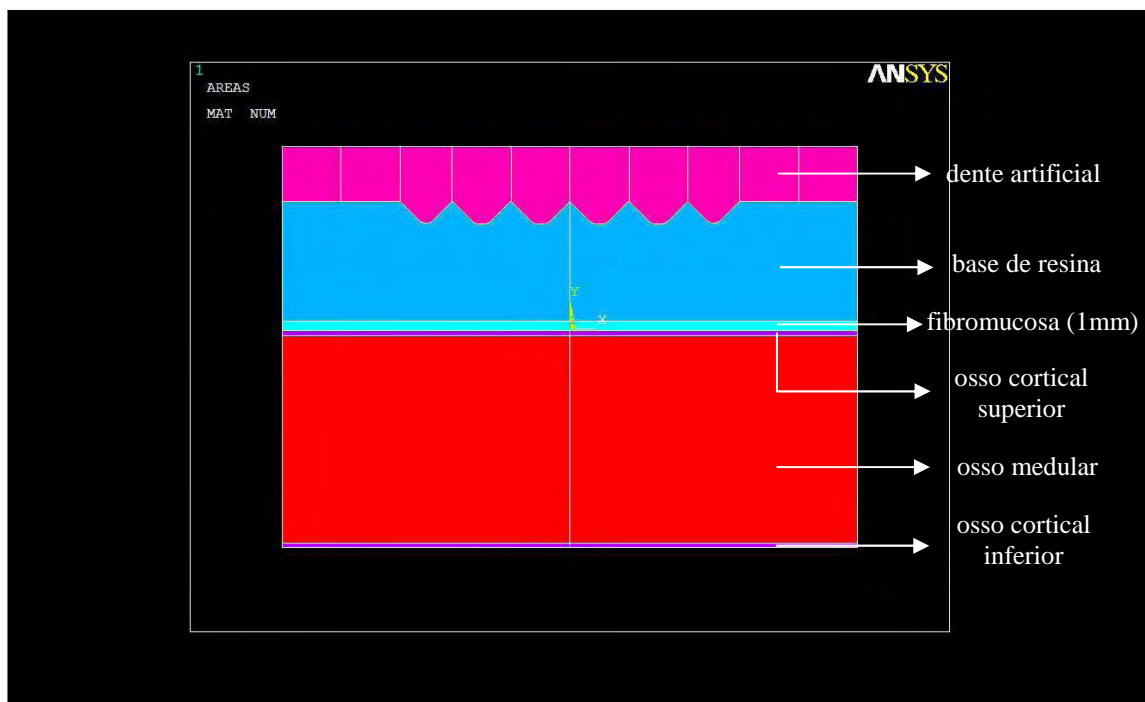 1
ANSYS
AREAS
MAT NUM
dente artificial
base de resina
Y
X
fibromucosa (1mm)
osso cortical
superior
osso medular
osso cortical
inferior